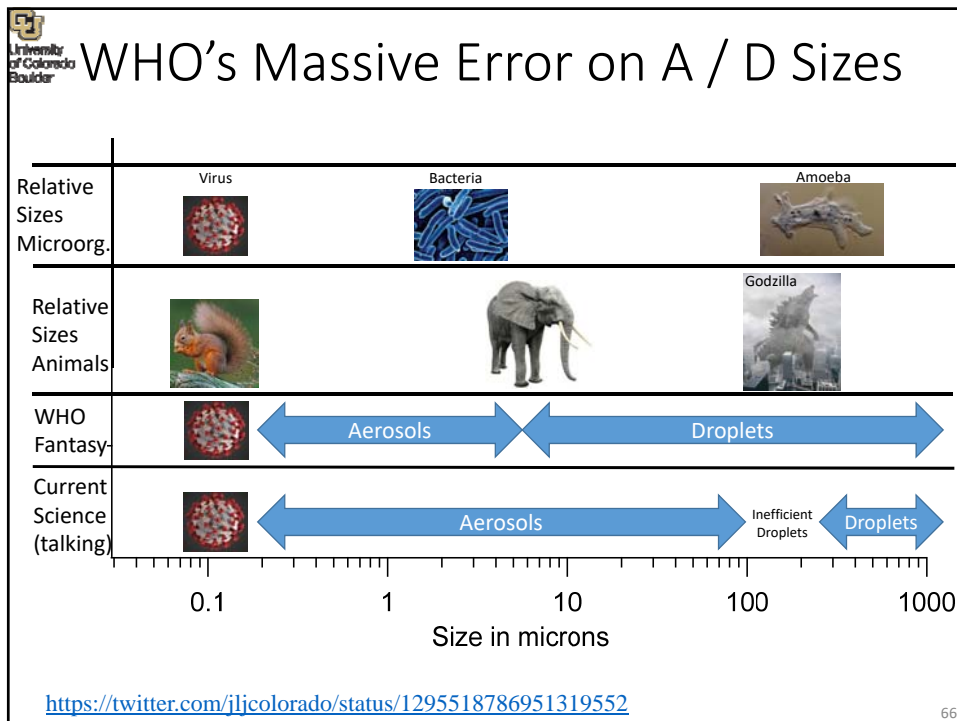 University
of Colorado
Boulder
WHO's Massive Error on A / D Sizes
Relative
Sizes
Microorg.
Virus
Bacteria
Amoeba
Relative
Sizes
Animals
Godzilla
WHO
Fantasy
Aerosols
Droplets
Current
Science
(talking)
Aerosols
Inefficient
Droplets
Droplets
0.1
1
10
100
1000
Size in microns
https://twitter.com/jljcolorado/status/1295518786951319552
66